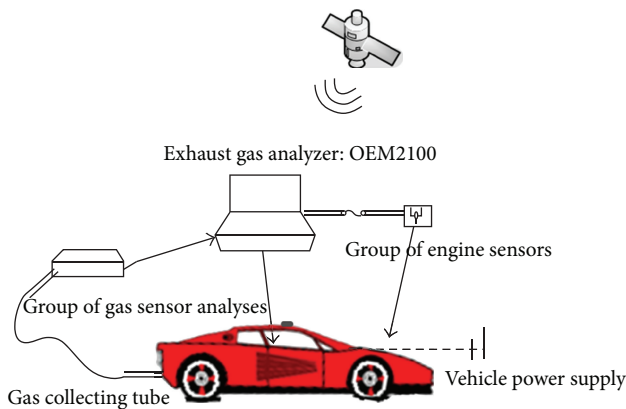 Exhaust gas analyzer: OEM2100
Group of engine sensors
Group of gas sensor analyses
Vehicle power supply
Gas collecting tube